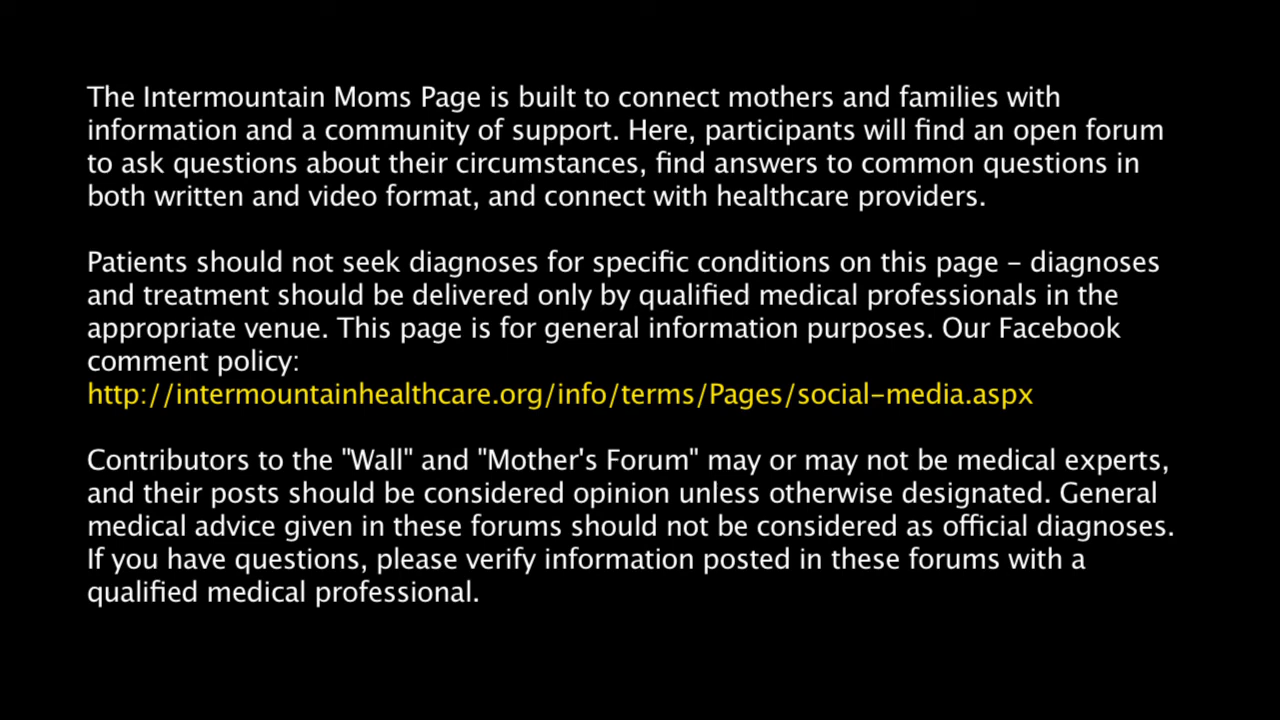 The Intermountain Moms Page is built to connect mothers and families with
information and a community of support. Here, participants will find an open forum
to ask questions about their circumstances, find answers to common questions in
both written and video format, and connect with healthcare providers.
Patients should not seek diagnoses for specific conditions on this page – diagnoses
and treatment should be delivered only by qualified medical professionals in the
appropriate venue. This page is for general information purposes. Our Facebook
comment policy:
http://intermountainhealthcare.org/info/terms/Pages/social-media.aspx
Contributors to the "Wall" and "Mother's Forum" may or may not be medical experts,
and their posts should be considered opinion unless otherwise designated. General
medical advice given in these forums should not be considered as official diagnoses.
If you have questions, please verify information posted in these forums with a
qualified medical professional.